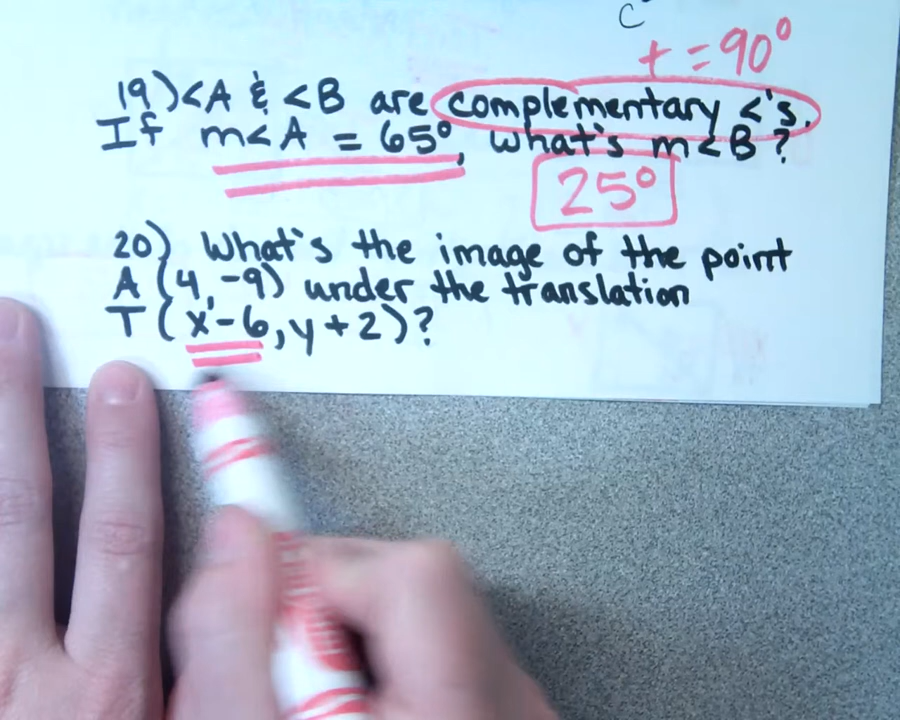 C
+ = 90°
19) <A & <B are complementary <'s.
If m<A = 65°, what's m<B?
25°
20) What's the image of the point
A (4, -9) under the translation
T (x-6, y+2)?